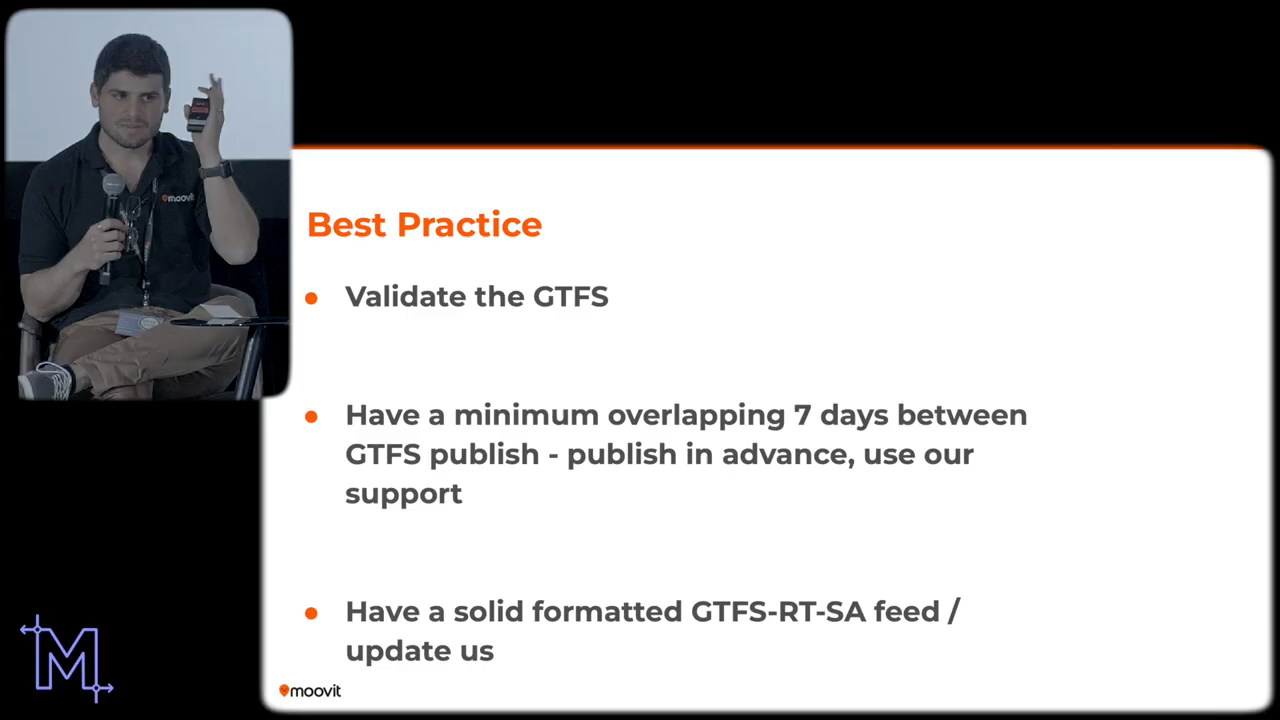 moovit
Best Practice
Validate the GTFS
Have a minimum overlapping 7 days between
GTFS publish - publish in advance, use our
support
Have a solid formatted GTFS-RT-SA feed /
update us
M
moovit